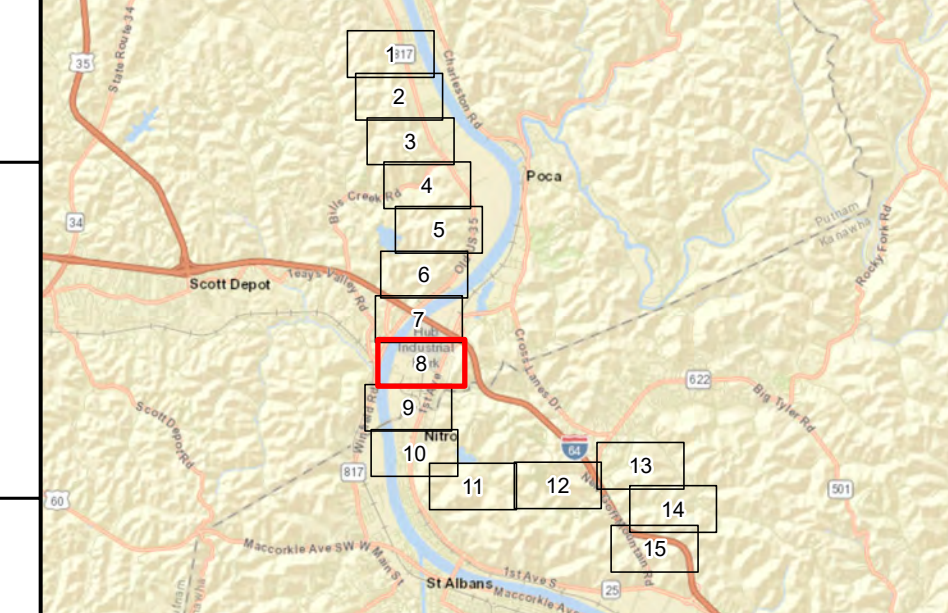 1
817
35
State Route 34
Charleston Rd
2
3
4
Poca
Bills Creek Rd
34
5
Old US 35
Putnam
Kanawha
Rocky Fork Rd
Scott Depot
Teays Valley Rd
6
7
Hub
Industrial
8
Cross Lanes Dr
622
Big Tyler Rd
1st Ave
9
Scott Depot Rd
Nitro
10
64
13
817
11
12
501
60
14
15
Maccorkle Ave SW
W Main St
1st Ave S
St Albans
Maccorkle Ave
25